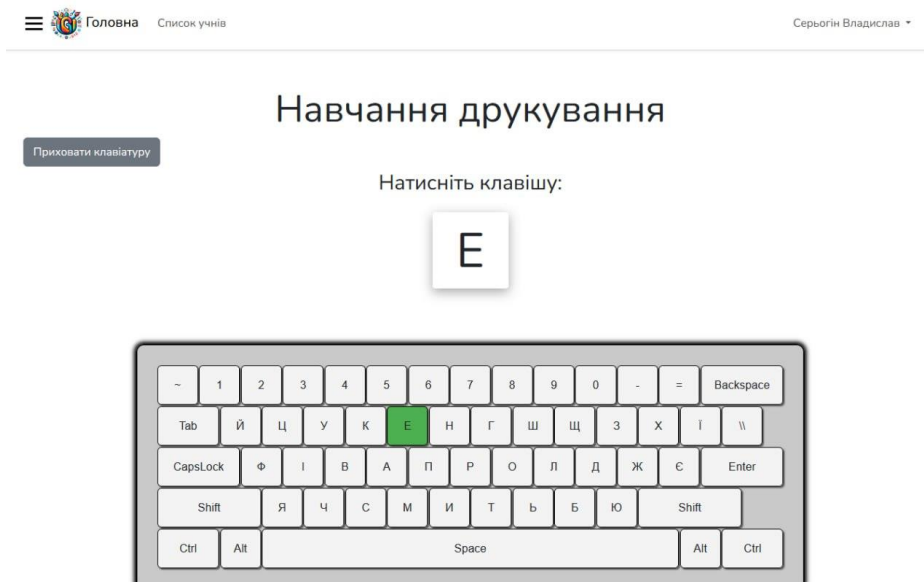 Головна Список учнів Серьогін Владислав
Навчання друкування
Приховати клавіатуру
Натисніть клавішу:
Е
~ 1 2 3 4 5 6 7 8 9 0 - = Backspace
Tab Й Ц У К Е Н Г Ш Щ З Х Ї \\
CapsLock Ф І В А П Р О Л Д Ж Є Enter
Shift Я Ч С М И Т Ь Б Ю Shift
Ctrl Alt Space Alt Ctrl